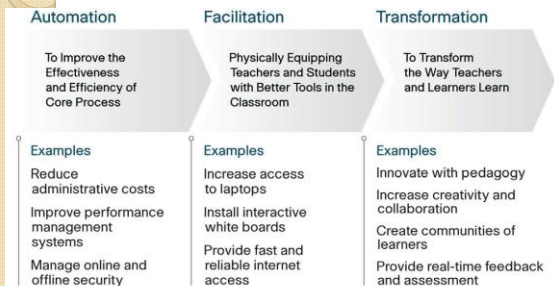 Automation
To Improve the
Effectiveness
and Efficiency of
Core Process
Examples
Reduce
administrative costs
Improve performance
management
systems
Manage online and
offline security
Facilitation
Physically Equipping
Teachers and Students
with Better Tools in the
Classroom
Examples
Increase access
to laptops
Install interactive
white boards
Provide fast and
reliable internet
access
Transformation
To Transform
the Way Teachers
and Learners Learn
Examples
Innovate with pedagogy
Increase creativity and
collaboration
Create communities of
learners
Provide real-time feedback
and assessment